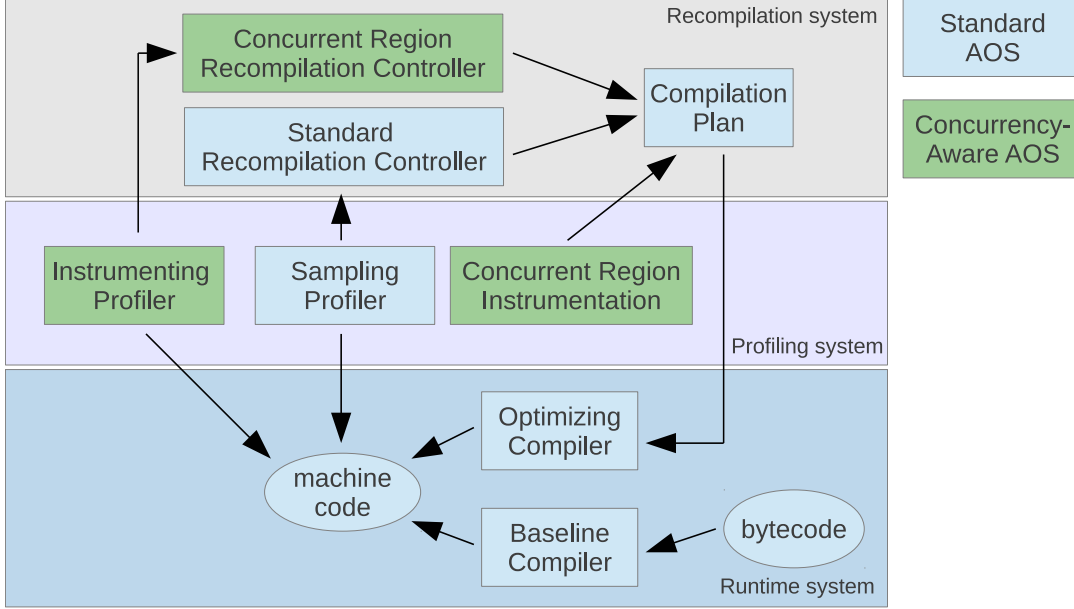 Recompilation system
Concurrent Region
Recompilation Controller
Standard
Recompilation Controller
Compilation
Plan
Standard
AOS
Concurrency-
Aware AOS
Instrumenting
Profiler
Sampling
Profiler
Concurrent Region
Instrumentation
Profiling system
Optimizing
Compiler
machine
code
Baseline
Compiler
bytecode
Runtime system